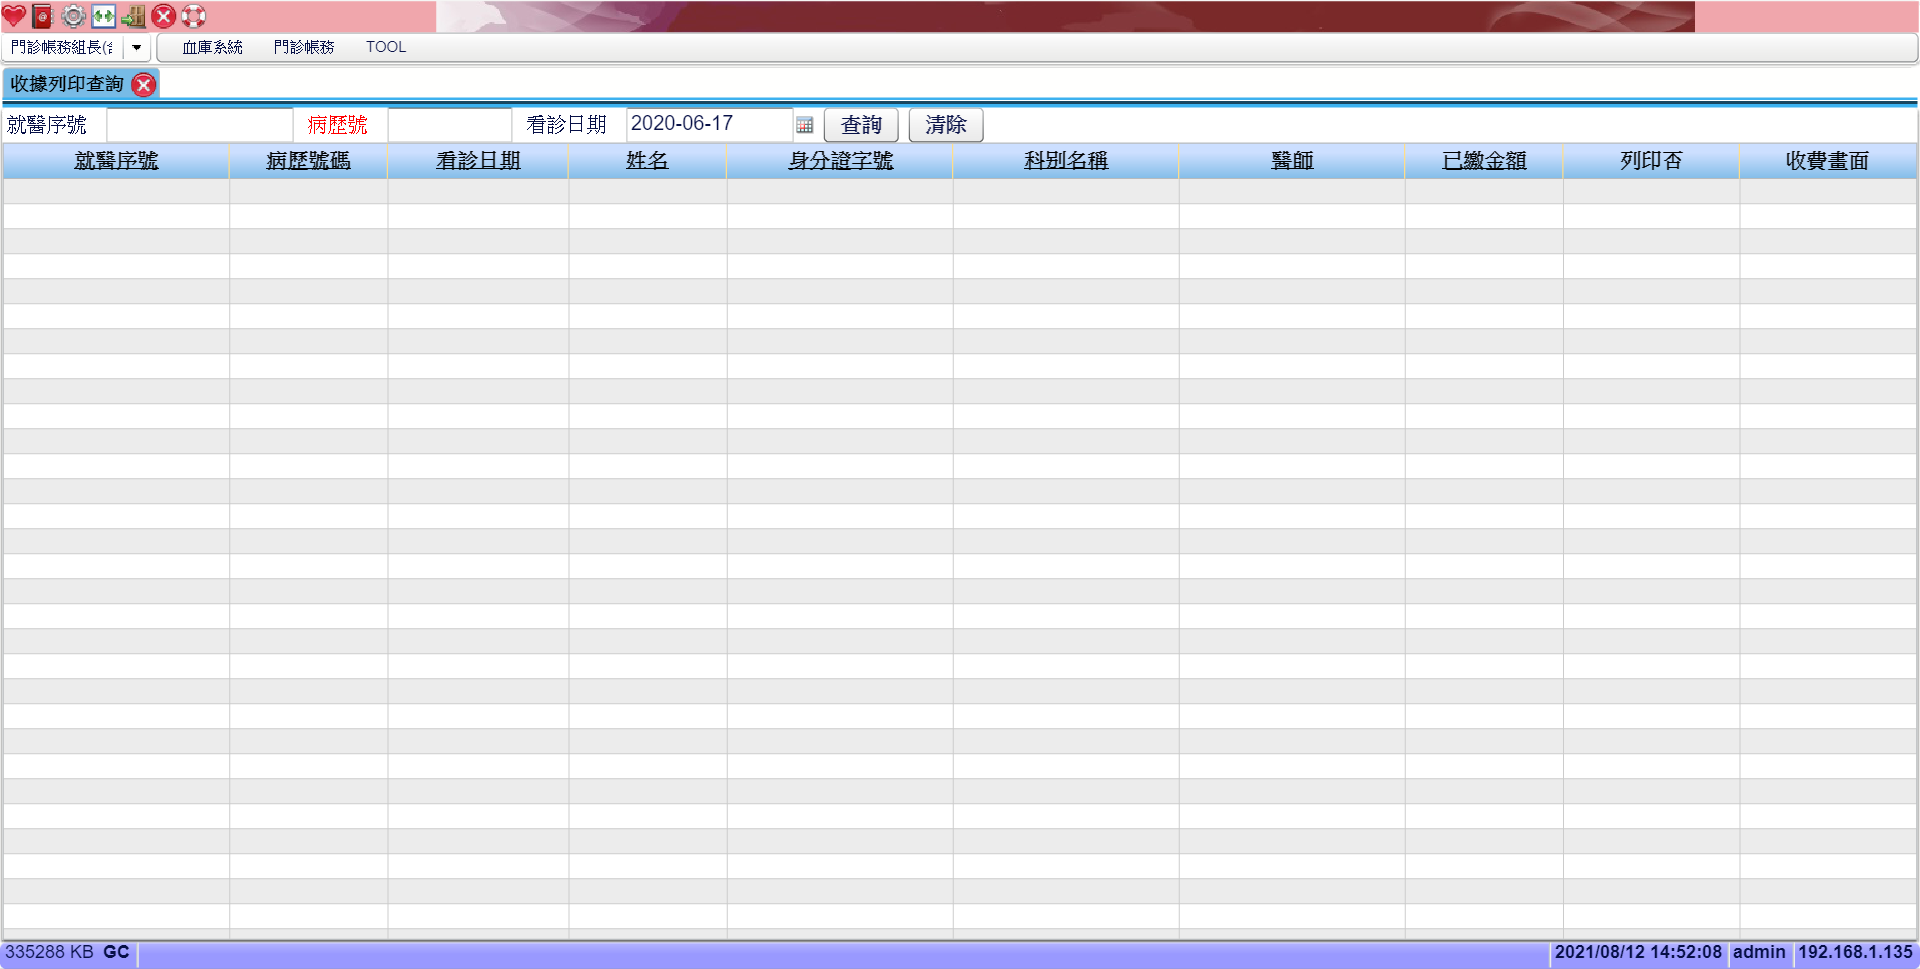 門診帳務組長(
血庫系統 門診帳務 TOOL
收據列印查詢
就醫序號 病歷號 看診日期 2020-06-17 查詢 清除
就醫序號 病歷號碼 看診日期 姓名 身分證字號 科別名稱 醫師 已繳金額 列印否 收費畫面
335288 KB GC 2021/08/12 14:52:08 admin 192.168.1.135